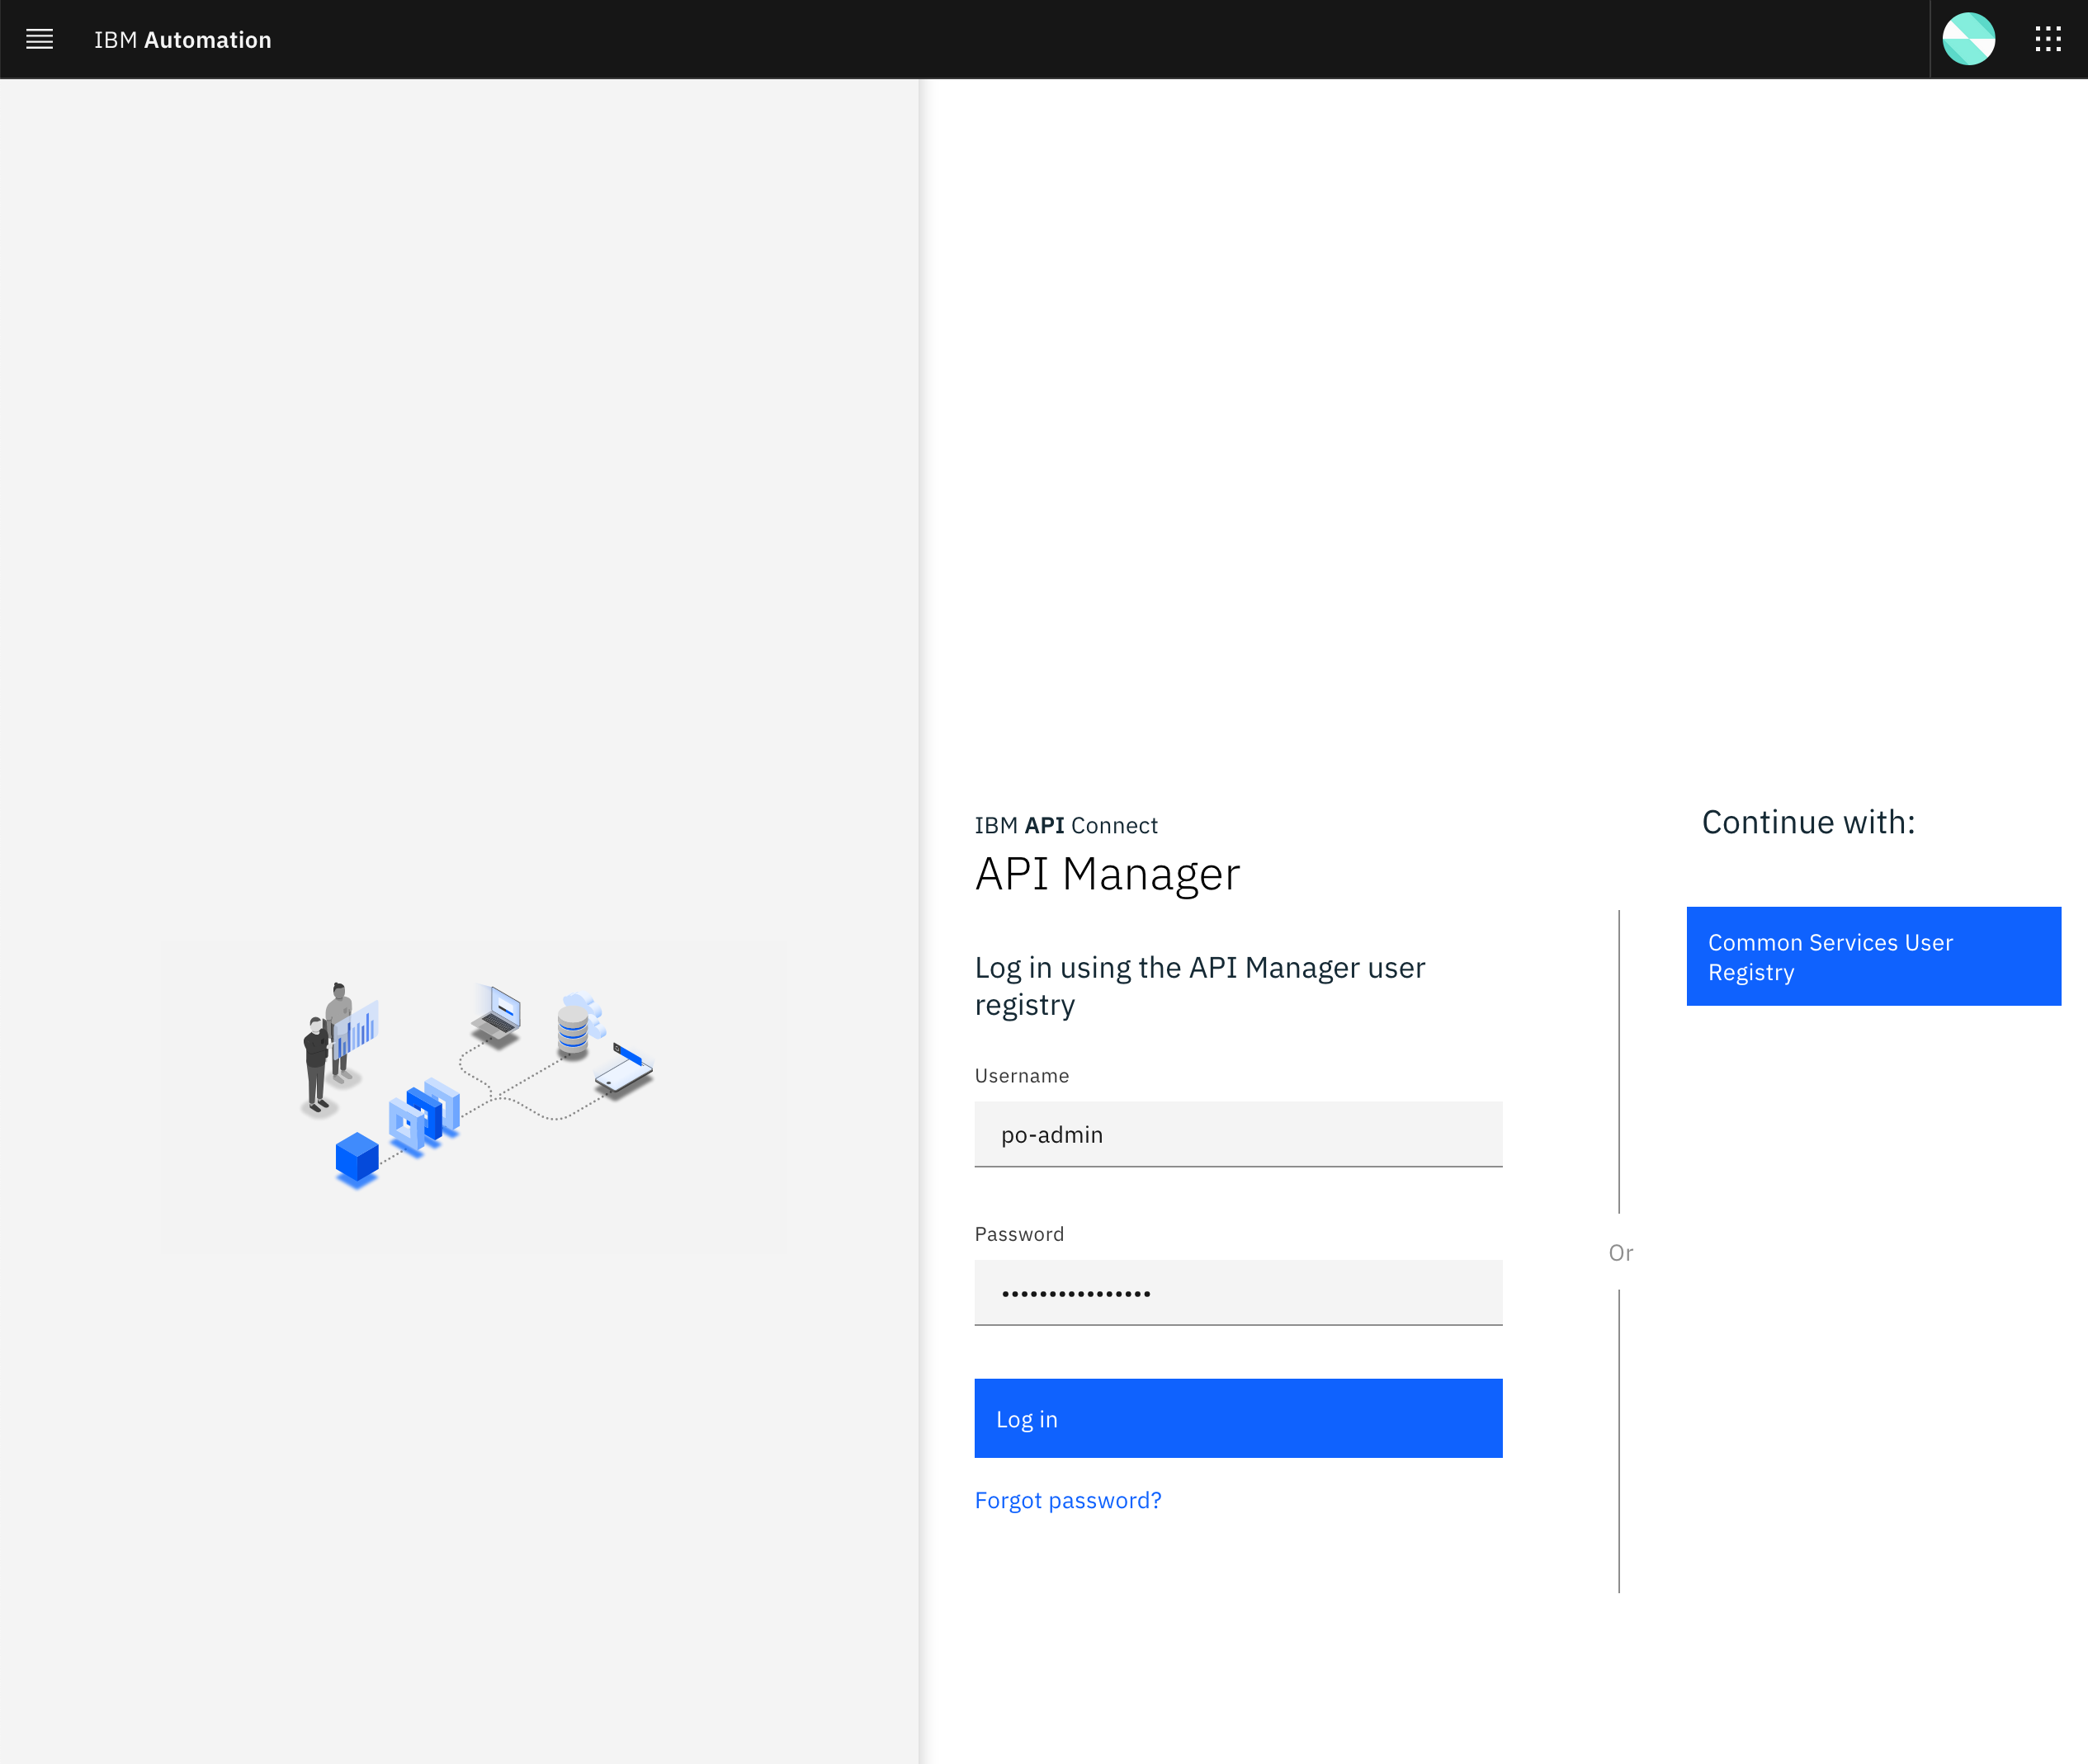 IBM Automation
IBM API Connect
API Manager
Log in using the API Manager user
registry
Username
po-admin
Password
••••••••••••••••
Log in
Forgot password?
Or
Continue with:
Common Services User
Registry